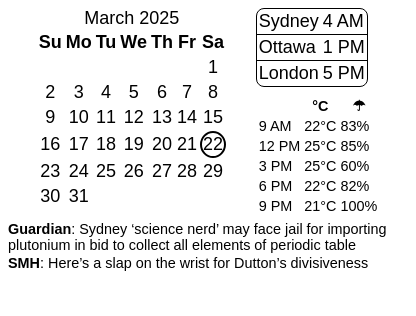 March 2025
Su Mo Tu We Th Fr Sa
1
2 3 4 5 6 7 8
9 10 11 12 13 14 15
16 17 18 19 20 21 22
23 24 25 26 27 28 29
30 31
Sydney 4 AM
Ottawa 1 PM
London 5 PM
°C ☂
9 AM 22°C 83%
12 PM 25°C 85%
3 PM 25°C 60%
6 PM 22°C 82%
9 PM 21°C 100%
Guardian: Sydney ‘science nerd’ may face jail for importing
plutonium in bid to collect all elements of periodic table
SMH: Here’s a slap on the wrist for Dutton’s divisiveness